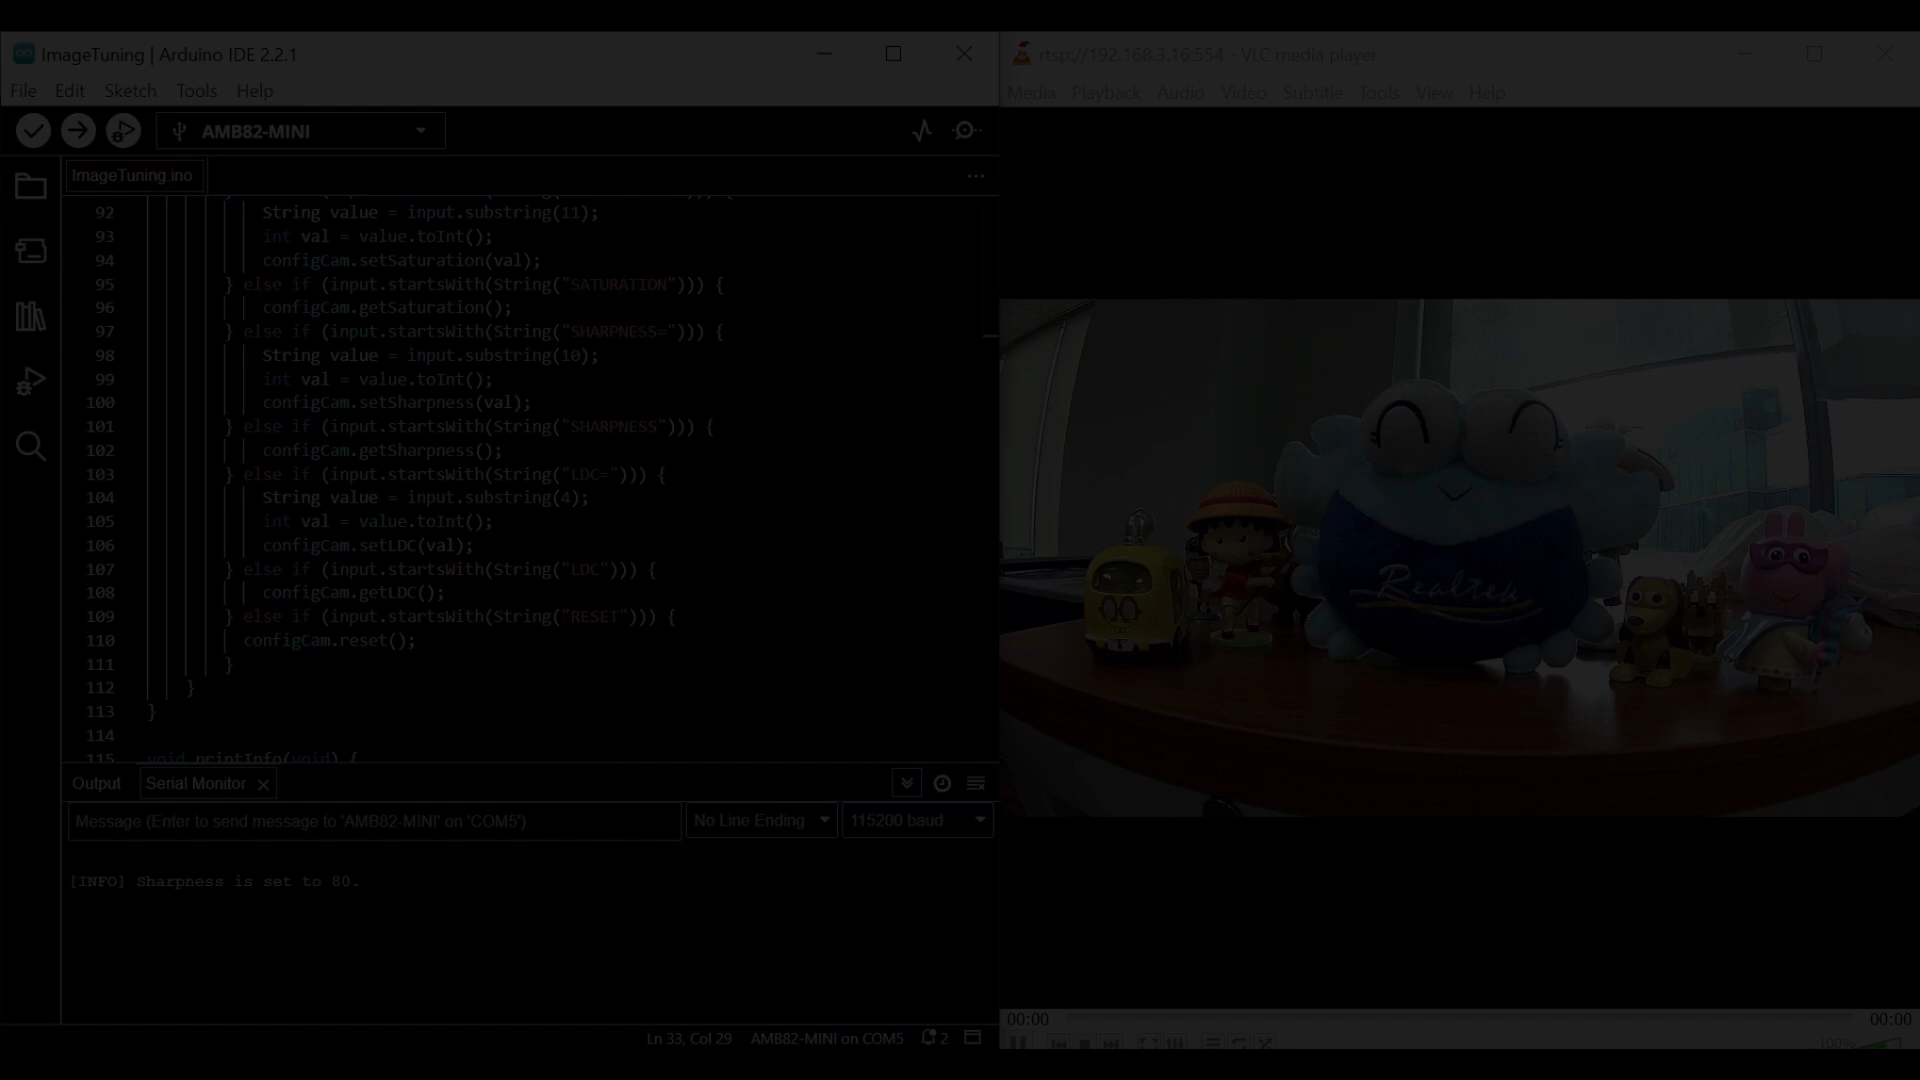 ImageTuning | Arduino IDE 2.2.1
File Edit Sketch Tools Help
AMB82-MINI
ImageTuning.ino
92 String value = input.substring(11);
93 int val = value.toInt();
94 configCam.setSaturation(val);
95 } else if (input.startsWith(String("SATURATION"))) {
96 configCam.getSaturation();
97 } else if (input.startsWith(String("SHARPNESS="))) {
98 String value = input.substring(10);
99 int val = value.toInt();
100 configCam.setSharpness(val);
101 } else if (input.startsWith(String("SHARPNESS"))) {
102 configCam.getSharpness();
103 } else if (input.startsWith(String("LDC="))) {
104 String value = input.substring(4);
105 int val = value.toInt();
106 configCam.setLDC(val);
107 } else if (input.startsWith(String("LDC"))) {
108 configCam.getLDC();
109 } else if (input.startsWith(String("RESET"))) {
110 configCam.reset();
111 }
112 }
113 }
114
115 void printInfo(void) {
Output Serial Monitor
Message (Enter to send message to 'AMB82-MINI' on 'COM5')
No Line Ending 115200 baud
[INFO] Sharpness is set to 80.
Ln 33, Col 29 AMB82-MINI on COM5 2
rtsp://192.168.3.16:554 - VLC media player
Media Playback Audio Video Subtitle Tools View Help
Realtek
00:00 00:00
100%